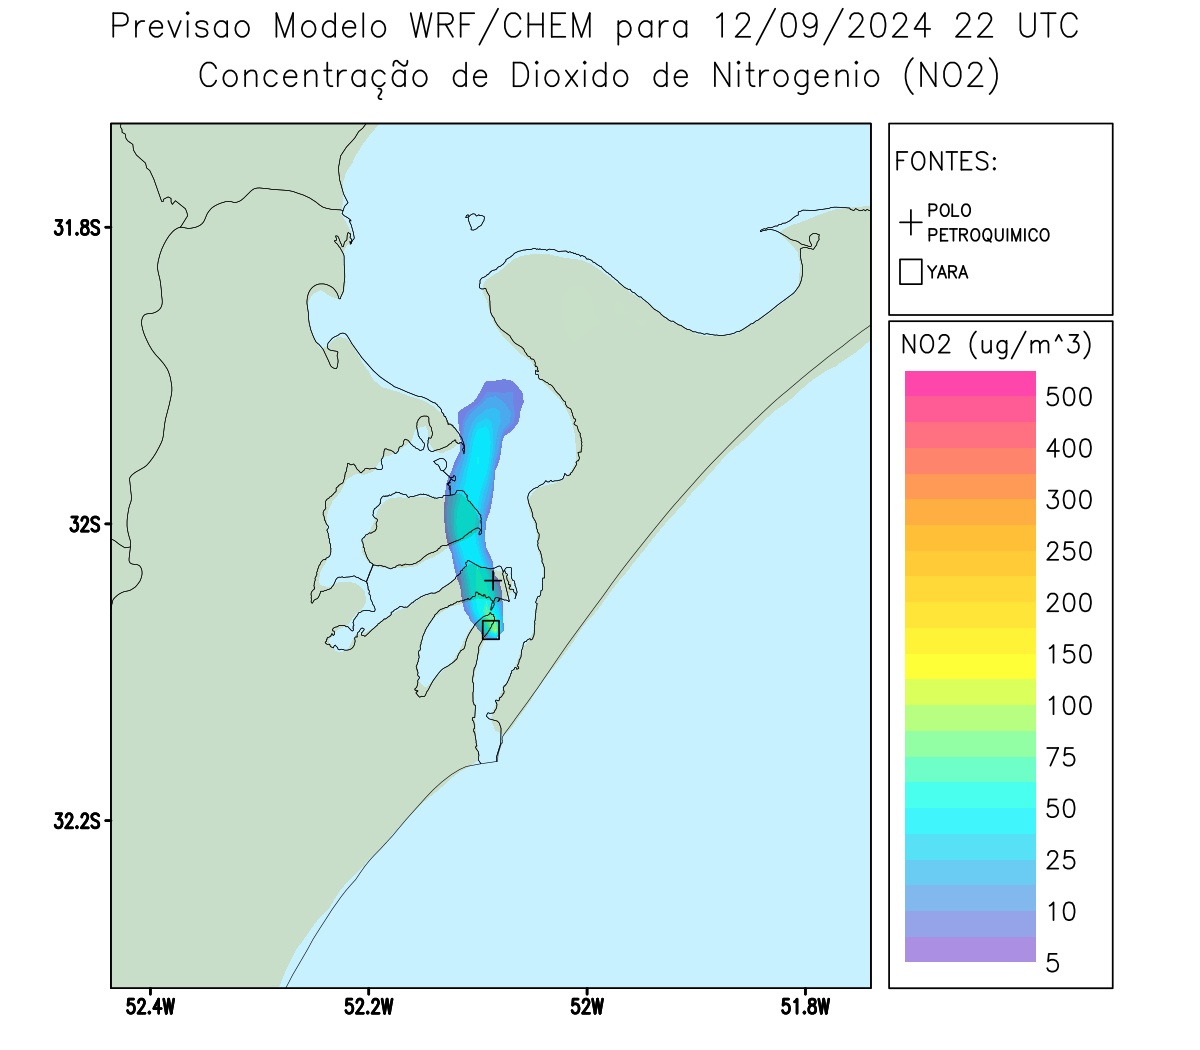 Previsao Modelo WRF/CHEM para 12/09/2024 22 UTC
Concentração de Dioxido de Nitrogenio (NO2)
FONTES:
POLO
PETROQUIMICO
YARA
31.8S
32S
32.2S
52.4W
52.2W
52W
51.8W
NO2 (ug/m^3)
500
400
300
250
200
150
100
75
50
25
10
5